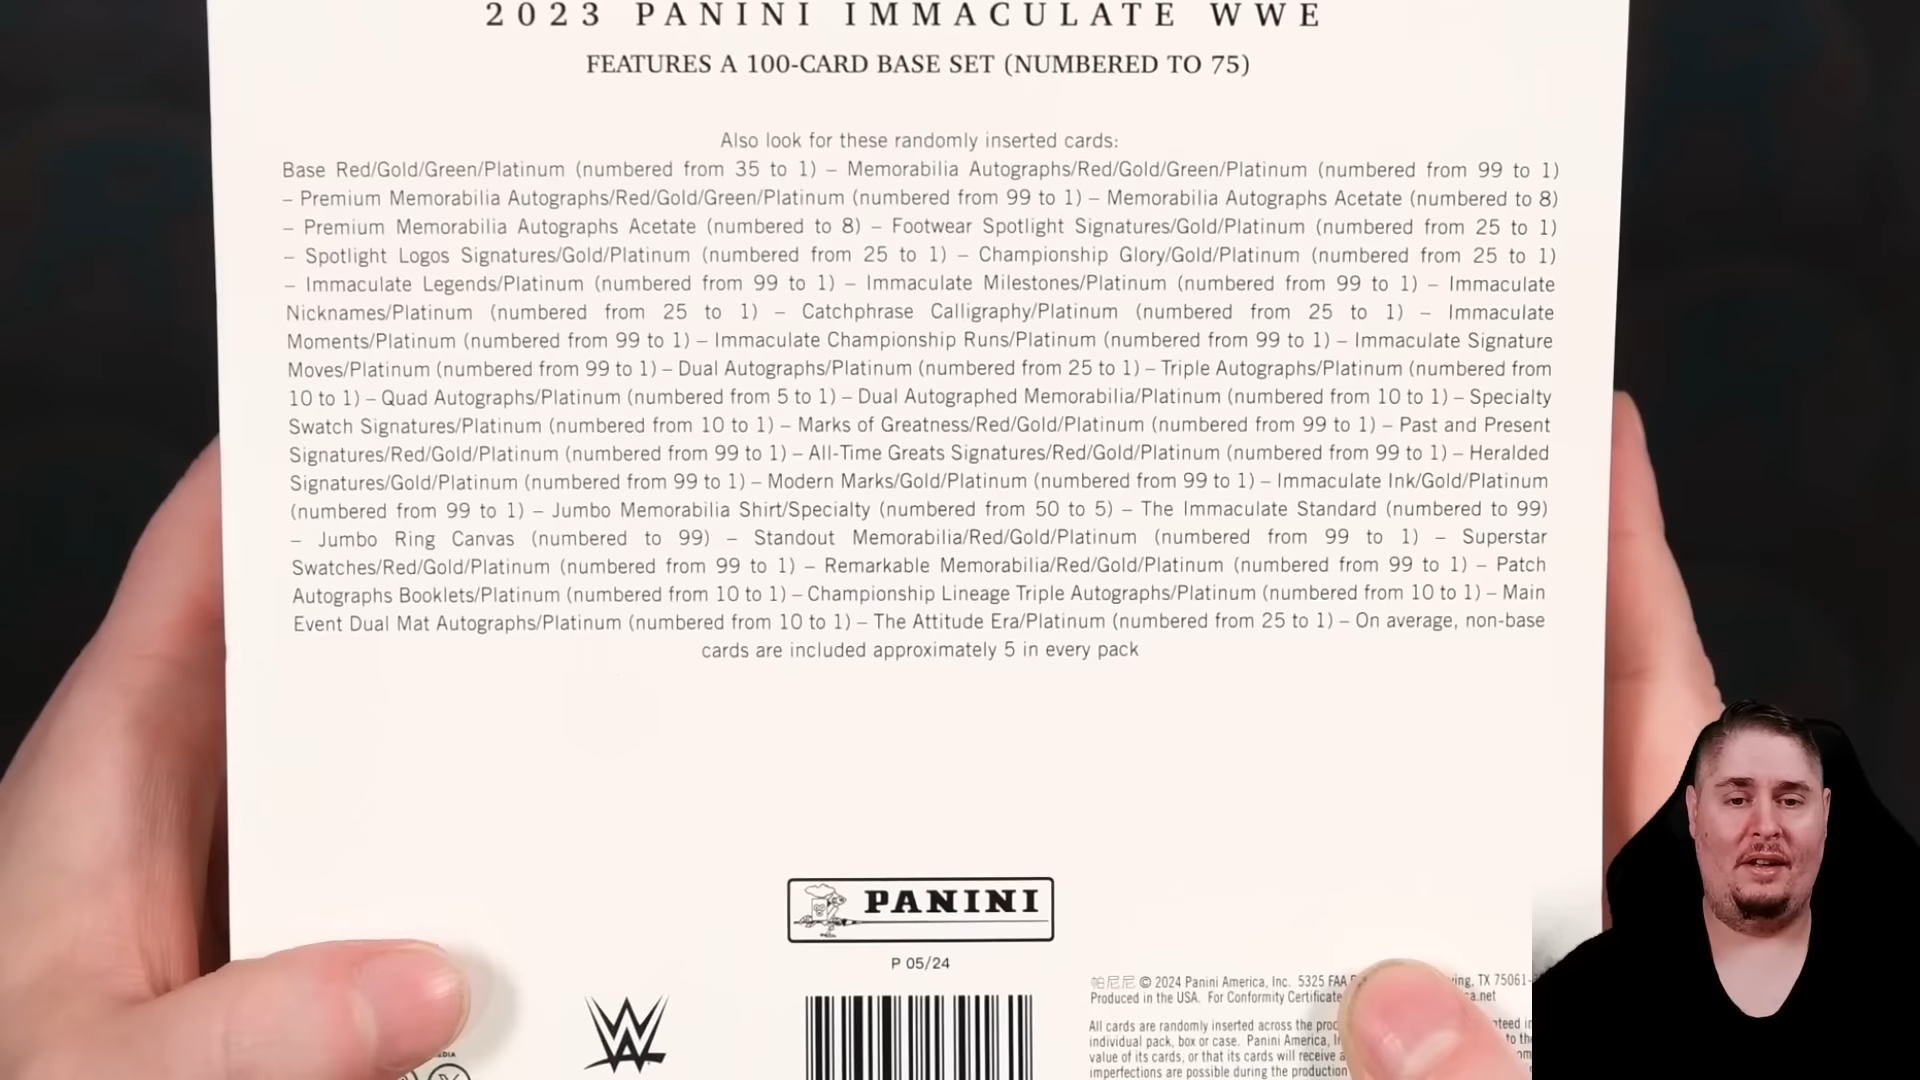 2023 PANINI IMMACULATE WWE
FEATURES A 100-CARD BASE SET (NUMBERED TO 75)
Also look for these randomly inserted cards:
Base Red/Gold/Green/Platinum (numbered from 35 to 1) – Memorabilia Autographs/Red/Gold/Green/Platinum (numbered from 99 to 1)
– Premium Memorabilia Autographs/Red/Gold/Green/Platinum (numbered from 99 to 1) – Memorabilia Autographs Acetate (numbered to 8)
– Premium Memorabilia Autographs Acetate (numbered to 8) – Footwear Spotlight Signatures/Gold/Platinum (numbered from 25 to 1)
– Spotlight Logos Signatures/Gold/Platinum (numbered from 25 to 1) – Championship Glory/Gold/Platinum (numbered from 25 to 1)
– Immaculate Legends/Platinum (numbered from 99 to 1) – Immaculate Milestones/Platinum (numbered from 99 to 1) – Immaculate
Nicknames/Platinum (numbered from 25 to 1) – Catchphrase Calligraphy/Platinum (numbered from 25 to 1) – Immaculate
Moments/Platinum (numbered from 99 to 1) – Immaculate Championship Runs/Platinum (numbered from 99 to 1) – Immaculate Signature
Moves/Platinum (numbered from 99 to 1) – Dual Autographs/Platinum (numbered from 25 to 1) – Triple Autographs/Platinum (numbered from
10 to 1) – Quad Autographs/Platinum (numbered from 5 to 1) – Dual Autographed Memorabilia/Platinum (numbered from 10 to 1) – Specialty
Swatch Signatures/Platinum (numbered from 10 to 1) – Marks of Greatness/Red/Gold/Platinum (numbered from 99 to 1) – Past and Present
Signatures/Red/Gold/Platinum (numbered from 99 to 1) – All-Time Greats Signatures/Red/Gold/Platinum (numbered from 99 to 1) – Heralded
Signatures/Gold/Platinum (numbered from 99 to 1) – Modern Marks/Gold/Platinum (numbered from 99 to 1) – Immaculate Ink/Gold/Platinum
(numbered from 99 to 1) – Jumbo Memorabilia Shirt/Specialty (numbered from 50 to 5) – The Immaculate Standard (numbered to 99)
– Jumbo Ring Canvas (numbered to 99) – Standout Memorabilia/Red/Gold/Platinum (numbered from 99 to 1) – Superstar
Swatches/Red/Gold/Platinum (numbered from 99 to 1) – Remarkable Memorabilia/Red/Gold/Platinum (numbered from 99 to 1) – Patch
Autographs Booklets/Platinum (numbered from 10 to 1) – Championship Lineage Triple Autographs/Platinum (numbered from 10 to 1) – Main
Event Dual Mat Autographs/Platinum (numbered from 10 to 1) – The Attitude Era/Platinum (numbered from 25 to 1) – On average, non-base
cards are included approximately 5 in every pack
PANINI
P 05/24
W
帕尼尼 © 2024 Panini America, Inc. 5325 FAA TX 75061-
Produced in the USA. For Conformity Certificate
All cards are randomly inserted across the
individual pack, box or case. Panini America,
value of its cards, or that its cards will receive
imperfections are possible during the production